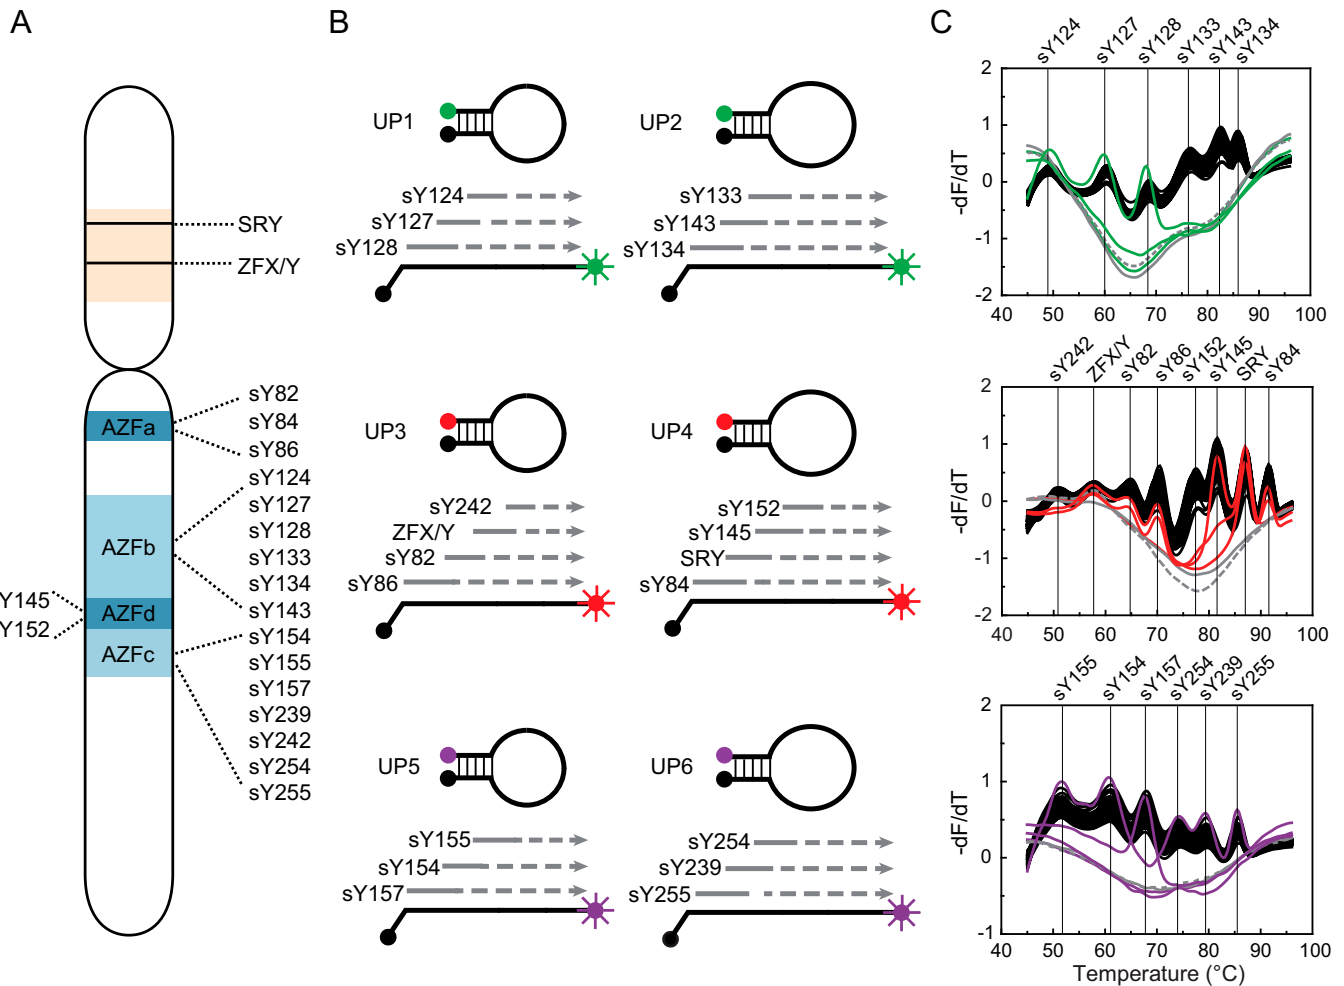 A
SRY
ZFX/Y
sY82
AZFa
sY84
sY86
sY124
sY127
sY128
AZFb
sY133
sY134
Y145
AZFd
sY143
Y152
sY154
AZFc
sY155
sY157
sY239
sY242
sY254
sY255
B
UP1
sY124
sY127
sY128
UP2
sY133
sY143
sY134
UP3
sY242
ZFX/Y
sY82
sY86
UP4
sY152
sY145
SRY
sY84
UP5
sY155
sY154
sY157
UP6
sY254
sY239
sY255
C
sY124 sY127 sY128 sY133 sY143 sY134
2
1
0
-1
-2
-dF/dT
40 50 60 70 80 90 100
sY242 ZFX/Y sY82 sY86 sY152 sY145 SRY sY84
2
1
0
-1
-2
-dF/dT
40 50 60 70 80 90 100
sY155 sY154 sY157 sY254 sY239 sY255
2
1
0
-1
-dF/dT
40 50 60 70 80 90 100
Temperature (°C)